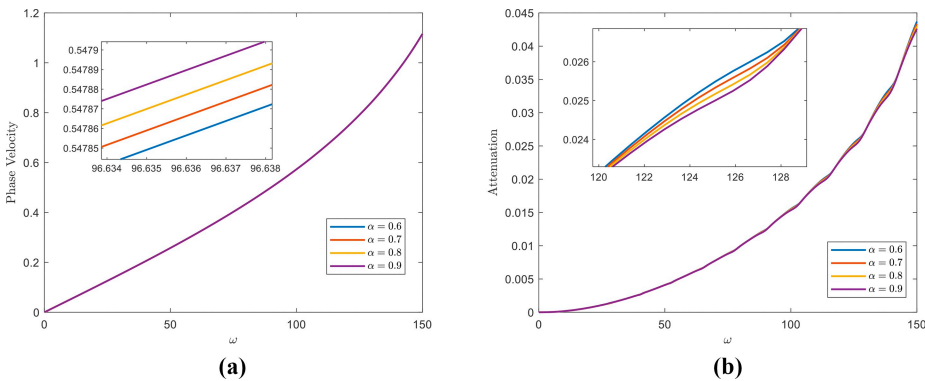 1.2
1
0.8
0.6
0.4
0.2
0
Phase Velocity
0.5479
0.54789
0.54788
0.54787
0.54786
0.54785
96.634 96.635 96.636 96.637 96.638
α = 0.6
α = 0.7
α = 0.8
α = 0.9
0 50 100 150
ω
(a)
0.045
0.04
0.035
0.03
0.025
0.02
0.015
0.01
0.005
0
Attenuation
0.026
0.025
0.024
120 122 124 126 128
α = 0.6
α = 0.7
α = 0.8
α = 0.9
0 50 100 150
ω
(b)